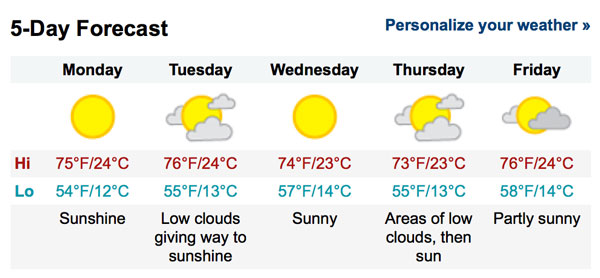 5-Day Forecast
Personalize your weather »
Monday Tuesday Wednesday Thursday Friday
Hi 75°F/24°C 76°F/24°C 74°F/23°C 73°F/23°C 76°F/24°C
Lo 54°F/12°C 55°F/13°C 57°F/14°C 55°F/13°C 58°F/14°C
Sunshine
Low clouds
giving way to
sunshine
Sunny
Areas of low
clouds, then
sun
Partly sunny